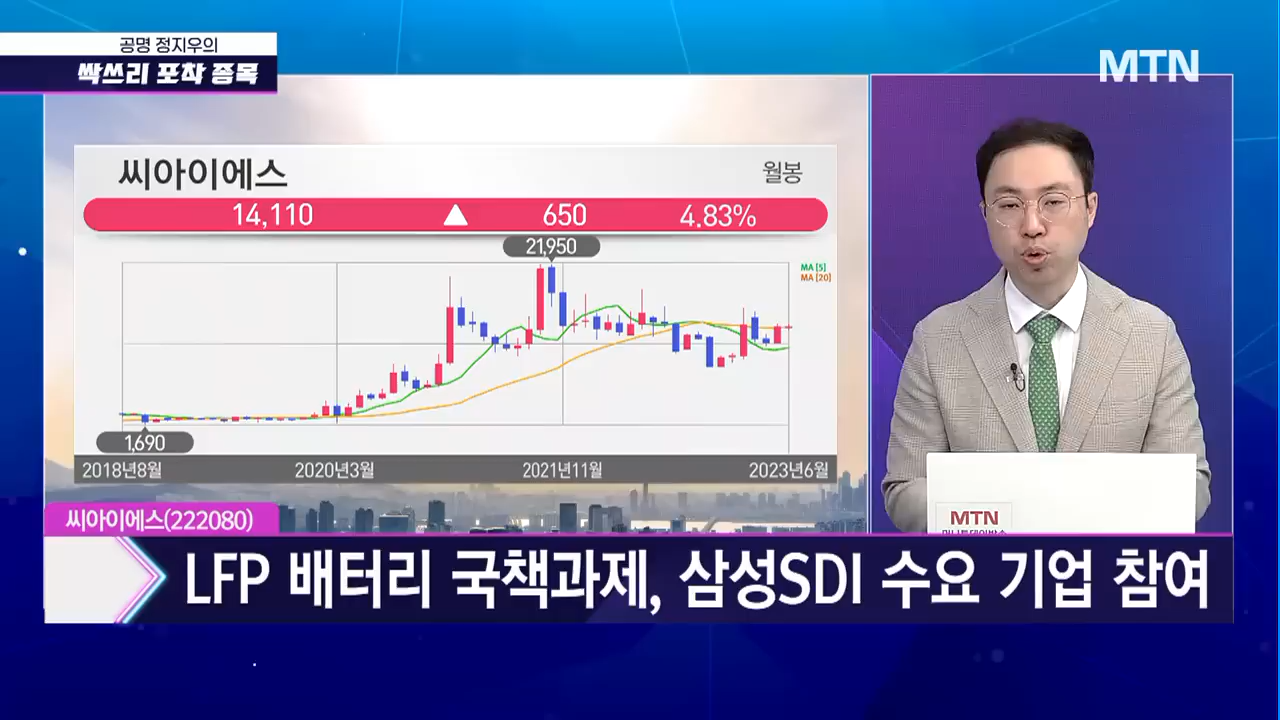 공명 정지우의
싹쓰리 포착 종목
MTN
씨아이에스
월봉
14,110 ▲ 650 4.83%
21,950
MA [5]
MA [20]
1,690
2018년8월 2020년3월 2021년11월 2023년6월
씨아이에스(222080)
MTN
LFP 배터리 국책과제, 삼성SDI 수요 기업 참여